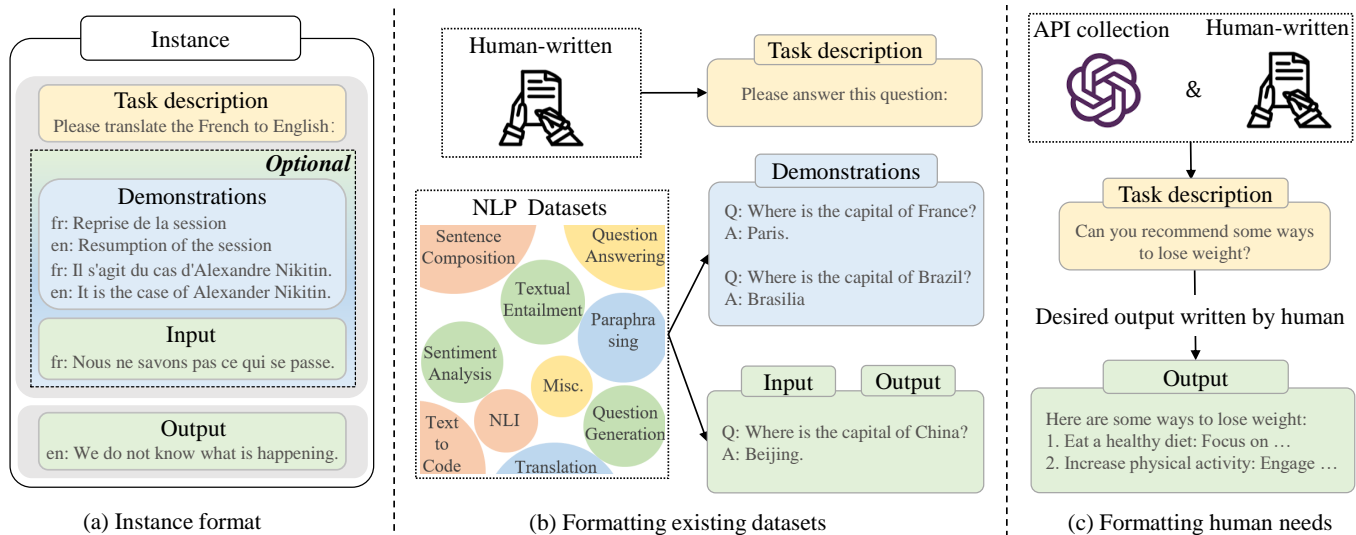 Instance
Task description
Please translate the French to English:
Optional
Demonstrations
fr: Reprise de la session
en: Resumption of the session
fr: Il s'agit du cas d'Alexandre Nikitin.
en: It is the case of Alexander Nikitin.
Input
fr: Nous ne savons pas ce qui se passe.
Output
en: We do not know what is happening.
(a) Instance format
Human-written
Task description
Please answer this question:
NLP Datasets
Sentence
Composition
Question
Answering
Textual
Entailment
Paraphra
sing
Sentiment
Analysis
Misc.
NLI
Question
Generation
Text
to
Code
Translation
Demonstrations
Q: Where is the capital of France?
A: Paris.
Q: Where is the capital of Brazil?
A: Brasilia
Input
Output
Q: Where is the capital of China?
A: Beijing.
(b) Formatting existing datasets
API collection
&
Human-written
Task description
Can you recommend some ways
to lose weight?
Desired output written by human
Output
Here are some ways to lose weight:
1. Eat a healthy diet: Focus on …
2. Increase physical activity: Engage …
(c) Formatting human needs